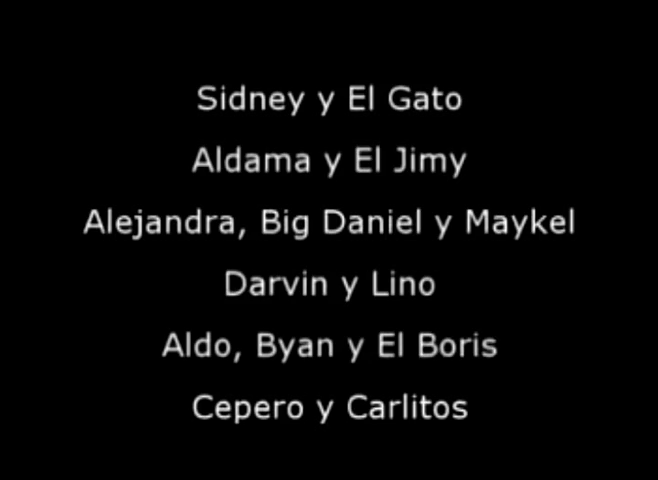 Sidney y El Gato
Aldama y El Jimy
Alejandra, Big Daniel y Maykel
Darvin y Lino
Aldo, Byan y El Boris
Cepero y Carlitos